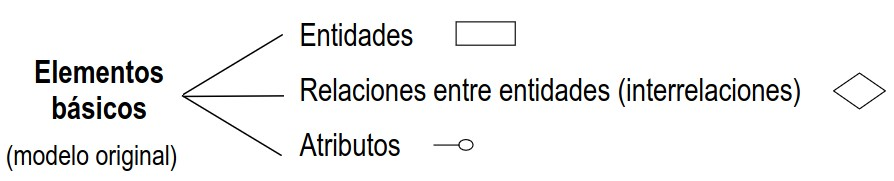 Elementos
básicos
(modelo original)
Entidades
Relaciones entre entidades (interrelaciones)
Atributos